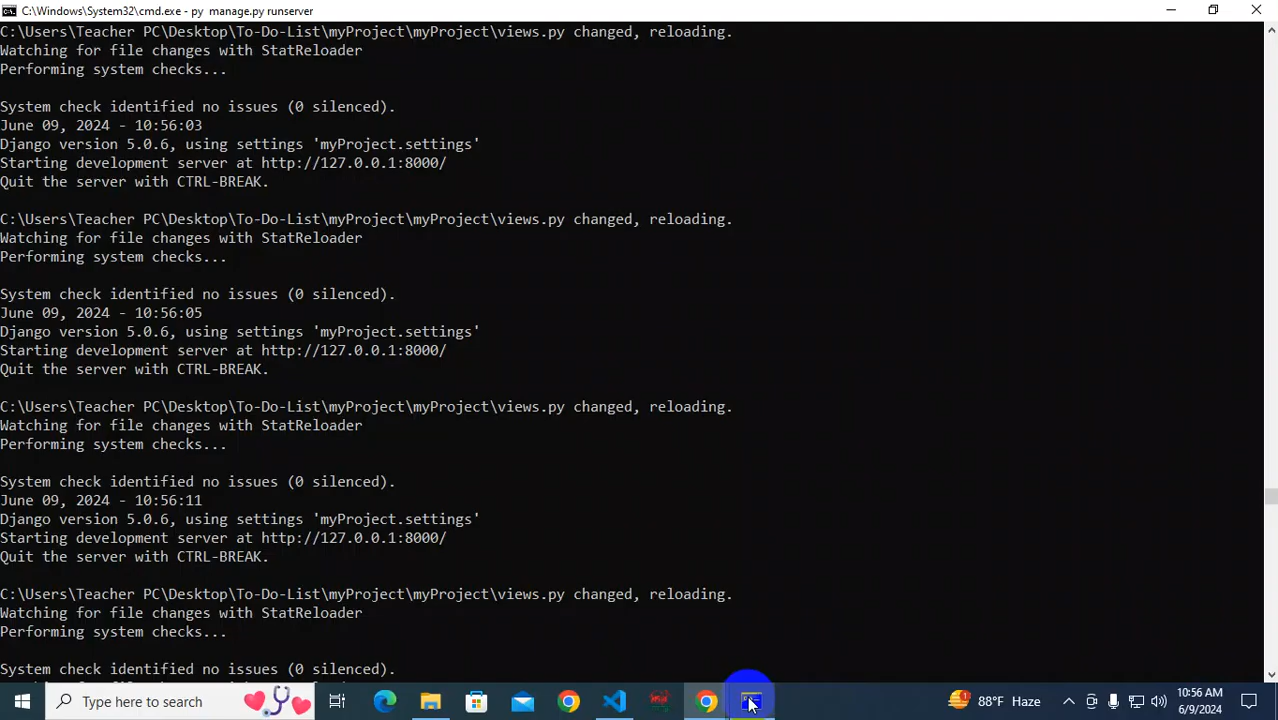 C:\Windows\System32\cmd.exe - py  manage.py runserver
C:\Users\Teacher PC\Desktop\To-Do-List\myProject\myProject\views.py changed, reloading.
Watching for file changes with StatReloader
Performing system checks...
System check identified no issues (0 silenced).
June 09, 2024 - 10:56:03
Django version 5.0.6, using settings 'myProject.settings'
Starting development server at http://127.0.0.1:8000/
Quit the server with CTRL-BREAK.
C:\Users\Teacher PC\Desktop\To-Do-List\myProject\myProject\views.py changed, reloading.
Watching for file changes with StatReloader
Performing system checks...
System check identified no issues (0 silenced).
June 09, 2024 - 10:56:05
Django version 5.0.6, using settings 'myProject.settings'
Starting development server at http://127.0.0.1:8000/
Quit the server with CTRL-BREAK.
C:\Users\Teacher PC\Desktop\To-Do-List\myProject\myProject\views.py changed, reloading.
Watching for file changes with StatReloader
Performing system checks...
System check identified no issues (0 silenced).
June 09, 2024 - 10:56:11
Django version 5.0.6, using settings 'myProject.settings'
Starting development server at http://127.0.0.1:8000/
Quit the server with CTRL-BREAK.
C:\Users\Teacher PC\Desktop\To-Do-List\myProject\myProject\views.py changed, reloading.
Watching for file changes with StatReloader
Performing system checks...
System check identified no issues (0 silenced).
Type here to search
88°F Haze
10:56 AM
6/9/2024